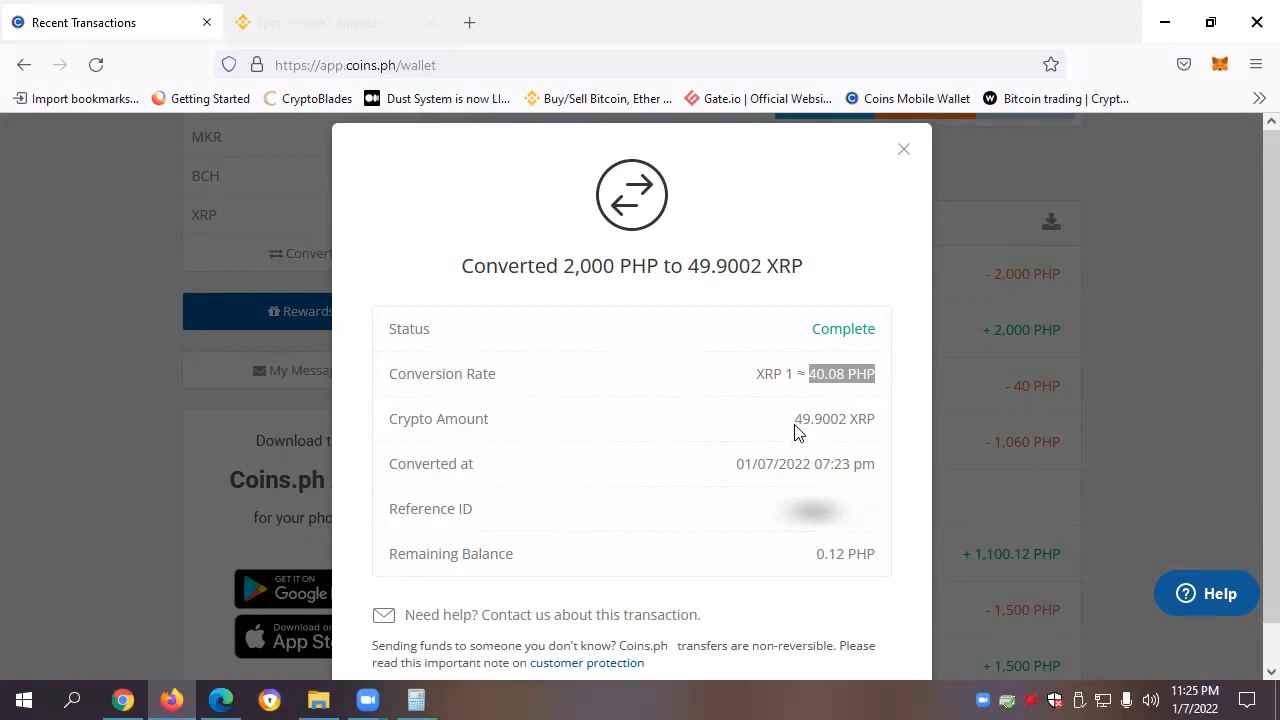 Recent Transactions
https://app.coins.ph/wallet
Import bookmarks...
Getting Started
CryptoBlades
Dust System is now LI...
Buy/Sell Bitcoin, Ether ...
Gate.io | Official Websi...
Coins Mobile Wallet
Bitcoin trading | Crypt...
MKR
BCH
XRP
Convert
Rewards
My Messag
Download t
Coins.ph
for your pho
GET IT ON
Google
Download on
App St
Converted 2,000 PHP to 49.9002 XRP
Status Complete
Conversion Rate XRP 1 ≈ 40.08 PHP
Crypto Amount 49.9002 XRP
Converted at 01/07/2022 07:23 pm
Reference ID
Remaining Balance 0.12 PHP
Need help? Contact us about this transaction.
Sending funds to someone you don't know? Coins.ph transfers are non-reversible. Please
read this important note on customer protection
- 2,000 PHP
+ 2,000 PHP
- 40 PHP
- 1,060 PHP
+ 1,100.12 PHP
- 1,500 PHP
+ 1,500 PHP
Help
11:25 PM
1/7/2022